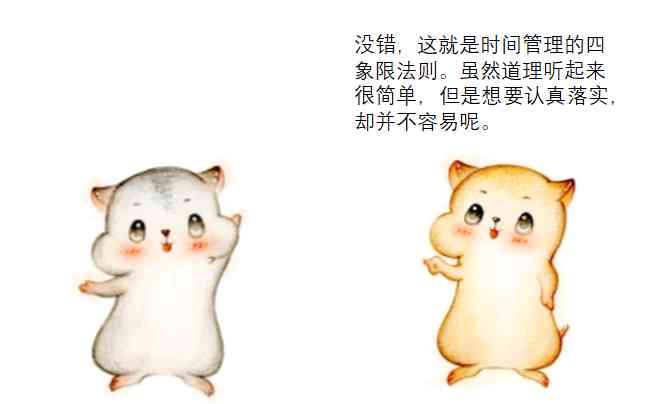 没错，这就是时间管理的四
象限法则。虽然道理听起来
很简单，但是想要认真落实，
却并不容易呢。